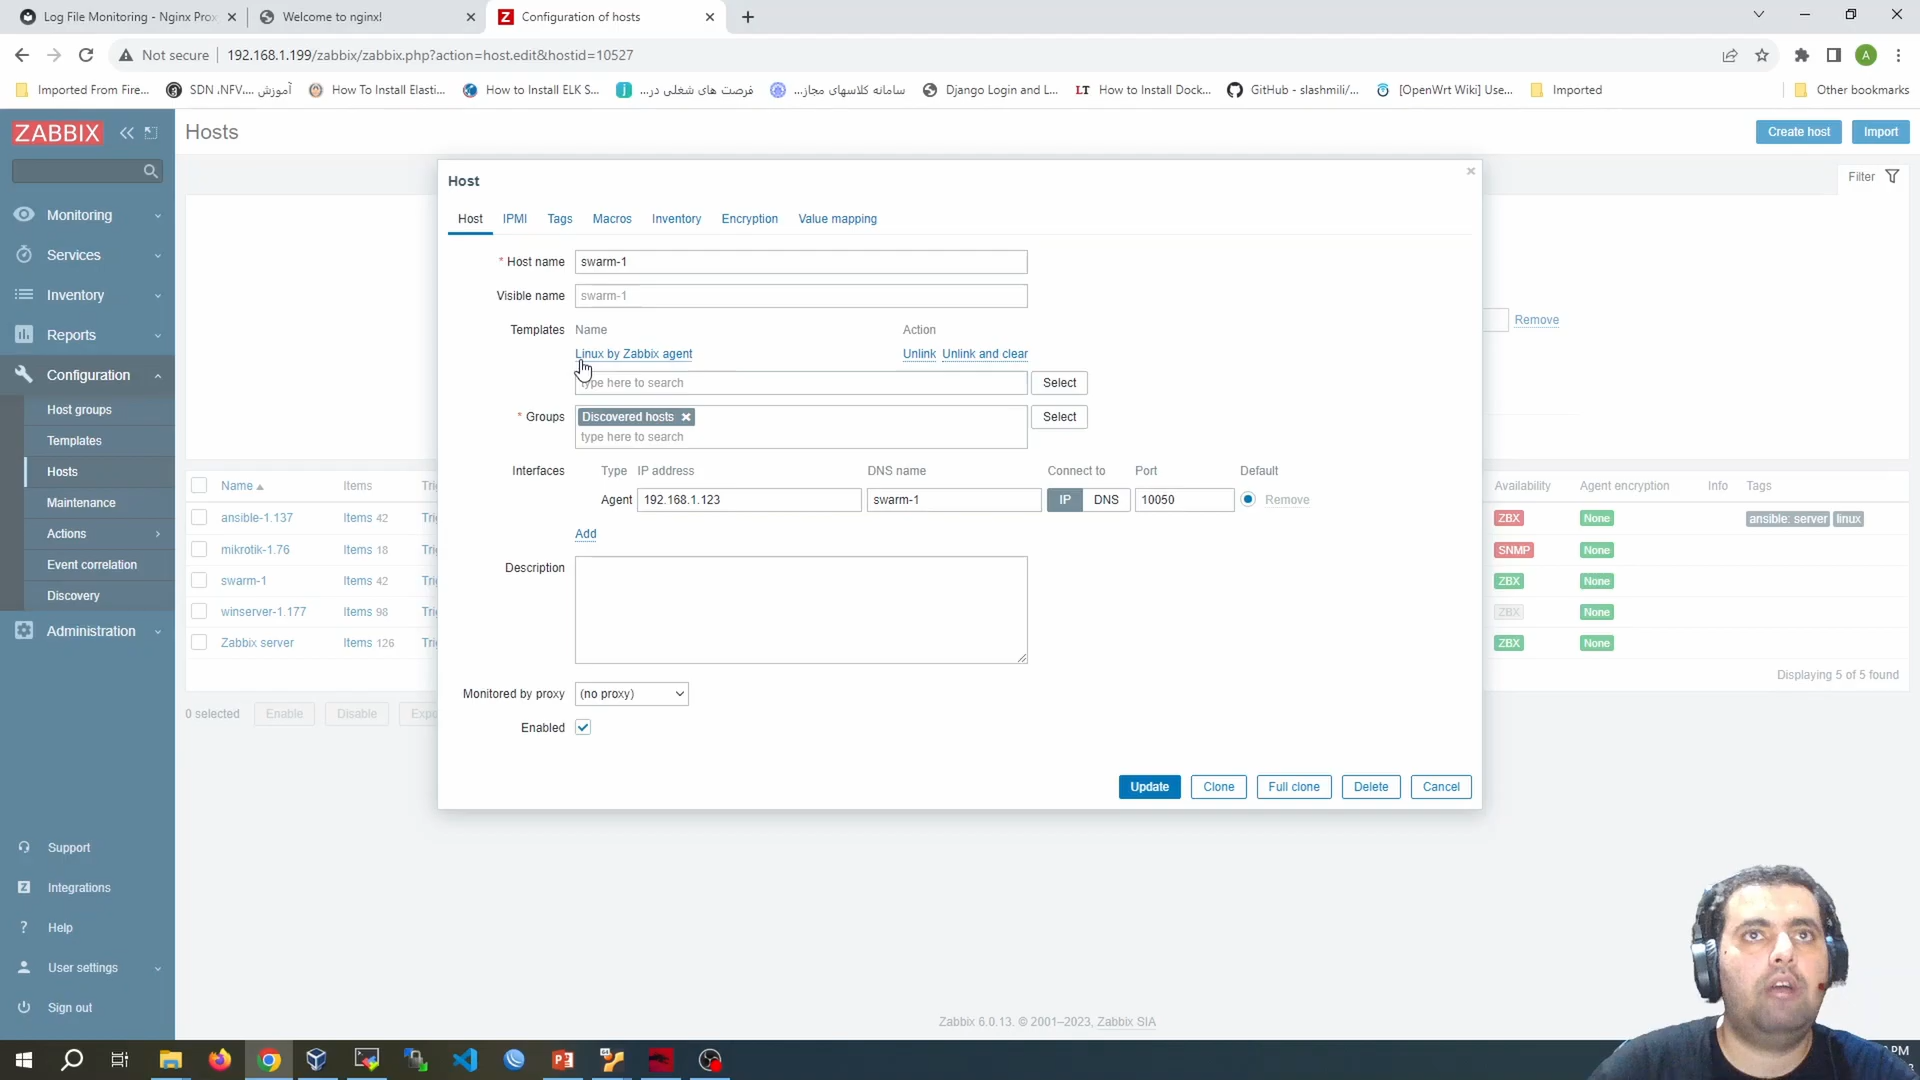 Log File Monitoring - Nginx Prox
Welcome to nginx!
Configuration of hosts
Not secure
192.168.1.199/zabbix/zabbix.php?action=host.edit&hostid=10527
A
Imported From Fire...
آموزش SDN ،NFV....
How To Install Elasti...
How to Install ELK S...
فرصت های شغلی در...
سامانه کلاسهای مجاز...
Django Login and L...
LT How to Install Dock...
GitHub - slashmili/...
[OpenWrt Wiki] Use...
Imported
Other bookmarks
ZABBIX
Hosts
Create host
Import
Filter
Monitoring
Services
Inventory
Reports
Configuration
Host groups
Templates
Hosts
Maintenance
Actions
Event correlation
Discovery
Administration
Support
Integrations
Help
User settings
Sign out
Host
Host IPMI Tags Macros Inventory Encryption Value mapping
* Host name swarm-1
Visible name swarm-1
Templates Name Action
Linux by Zabbix agent Unlink Unlink and clear
type here to search Select
* Groups Discovered hosts Select
type here to search
Interfaces Type IP address DNS name Connect to Port Default
Agent 192.168.1.123 swarm-1 IP DNS 10050 Remove
Add
Description
Monitored by proxy (no proxy)
Enabled
Update Clone Full clone Delete Cancel
Remove
Name Items Tri Availability Agent encryption Info Tags
ansible-1.137 Items 42 Tri ZBX None ansible: server linux
mikrotik-1.76 Items 18 Tri SNMP None
swarm-1 Items 42 Tri ZBX None
winserver-1.177 Items 98 Tri ZBX None
Zabbix server Items 126 Tri ZBX None
Displaying 5 of 5 found
0 selected Enable Disable Expo
Zabbix 6.0.13. © 2001–2023, Zabbix SIA
PM